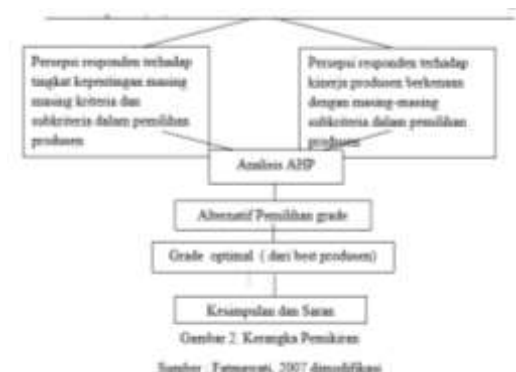 Persepsi responden terhadap
tingkat kepentingan masing
masing kriteria dan
subkriteria dalam pemilihan
produsen
Persepsi responden terhadap
kinerja produsen berkenaan
dengan masing-masing
subkriteria dalam pemilihan
produsen
Analisis AHP
Alternatif Pemilihan grade
Grade optimal ( dari best produsen)
Kesimpulan dan Saran
Gambar 2. Kerangka Pemikiran
Sumber : Fatmawati, 2007 dimodifikasi